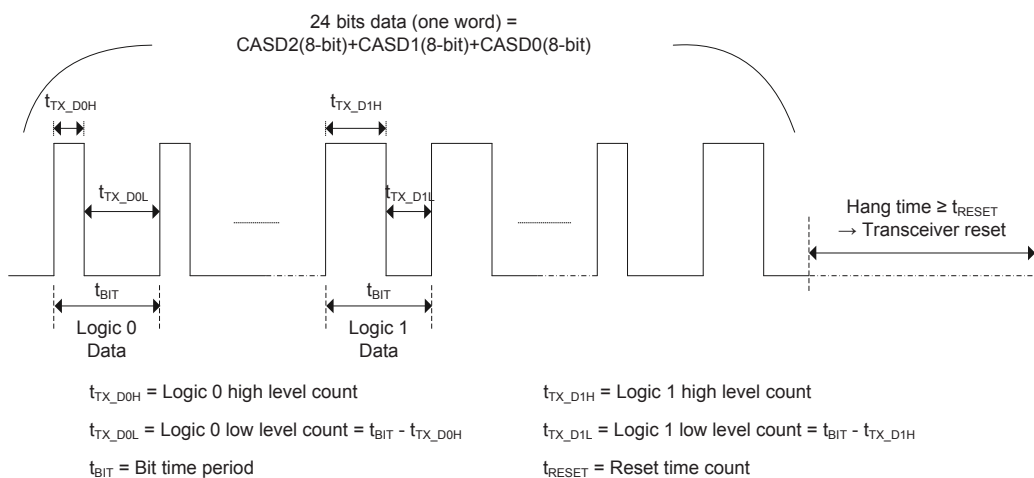 24 bits data (one word) =
CASD2(8-bit)+CASD1(8-bit)+CASD0(8-bit)
tTX_D0H
tTX_D1H
tTX_D0L
tTX_D1L
Hang time ≥ tRESET
→ Transceiver reset
tBIT
tBIT
Logic 0
Data
Logic 1
Data
tTX_D0H = Logic 0 high level count
tTX_D1H = Logic 1 high level count
tTX_D0L = Logic 0 low level count = tBIT - tTX_D0H
tTX_D1L = Logic 1 low level count = tBIT - tTX_D1H
tBIT = Bit time period
tRESET = Reset time count